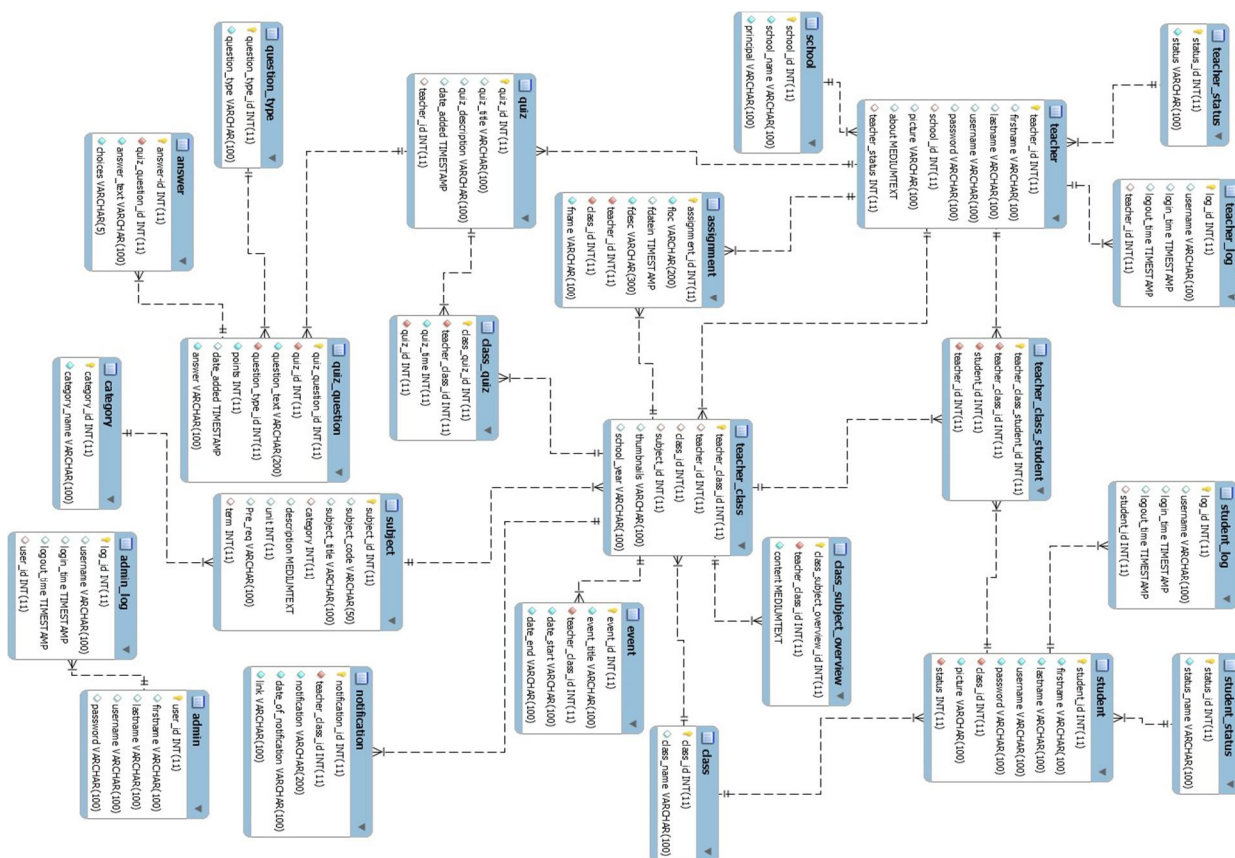 teacher_status
status_id INT(11)
status VARCHAR(100)
teacher_log
log_id INT(11)
username VARCHAR(100)
login_time TIMESTAMP
logout_time TIMESTAMP
teacher_id INT(11)
student_log
log_id INT(11)
username VARCHAR(100)
login_time TIMESTAMP
logout_time TIMESTAMP
student_id INT(11)
student_status
status_id INT(11)
status_name VARCHAR(100)
teacher
teacher_id INT(11)
firstname VARCHAR(100)
lastname VARCHAR(100)
username VARCHAR(100)
password VARCHAR(100)
school_id INT(11)
picture VARCHAR(100)
about MEDIUMTEXT
teacher_status INT(11)
teacher_class_student
teacher_class_student_id INT(11)
teacher_class_id INT(11)
student_id INT(11)
teacher_id INT(11)
student
student_id INT(11)
firstname VARCHAR(100)
lastname VARCHAR(100)
username VARCHAR(100)
password VARCHAR(100)
class_id INT(11)
picture VARCHAR(100)
status INT(11)
school
school_id INT(11)
school_name VARCHAR(100)
principal VARCHAR(100)
class_subject_overview
class_subject_overview_id INT(11)
teacher_class_id INT(11)
content MEDIUMTEXT
assignment
assignment_id INT(11)
floc VARCHAR(200)
fdatein TIMESTAMP
fdesc VARCHAR(300)
teacher_id INT(11)
class_id INT(11)
fname VARCHAR(100)
teacher_class
teacher_class_id INT(11)
teacher_id INT(11)
class_id INT(11)
subject_id INT(11)
thumbnails VARCHAR(100)
school_year VARCHAR(100)
class
class_id INT(11)
class_name VARCHAR(100)
event
event_id INT(11)
event_title VARCHAR(100)
teacher_class_id INT(11)
date_start VARCHAR(100)
date_end VARCHAR(100)
quiz
quiz_id INT(11)
quiz_title VARCHAR(100)
quiz_description VARCHAR(100)
date_added TIMESTAMP
teacher_id INT(11)
class_quiz
class_quiz_id INT(11)
teacher_class_id INT(11)
quiz_time INT(11)
quiz_id INT(11)
subject
subject_id INT(11)
subject_code VARCHAR(50)
subject_title VARCHAR(100)
category INT(11)
description MEDIUMTEXT
unit INT(11)
Pre_req VARCHAR(100)
term INT(11)
notification
notification_id INT(11)
teacher_class_id INT(11)
notification VARCHAR(200)
date_of_notification VARCHAR(100)
link VARCHAR(100)
question_type
question_type_id INT(11)
question_type VARCHAR(100)
quiz_question
quiz_question_id INT(11)
quiz_id INT(11)
question_text VARCHAR(200)
question_type_id INT(11)
points INT(11)
date_added TIMESTAMP
answer VARCHAR(100)
answer
answer-id INT(11)
quiz_question_id INT(11)
answer_text VARCHAR(100)
choices VARCHAR(5)
category
category_id INT(11)
category_name VARCHAR(100)
admin_log
log_id INT(11)
username VARCHAR(100)
login_time TIMESTAMP
logout_time TIMESTAMP
user_id INT(11)
admin
user_id INT(11)
firstname VARCHAR(100)
lastname VARCHAR(100)
username VARCHAR(100)
password VARCHAR(100)